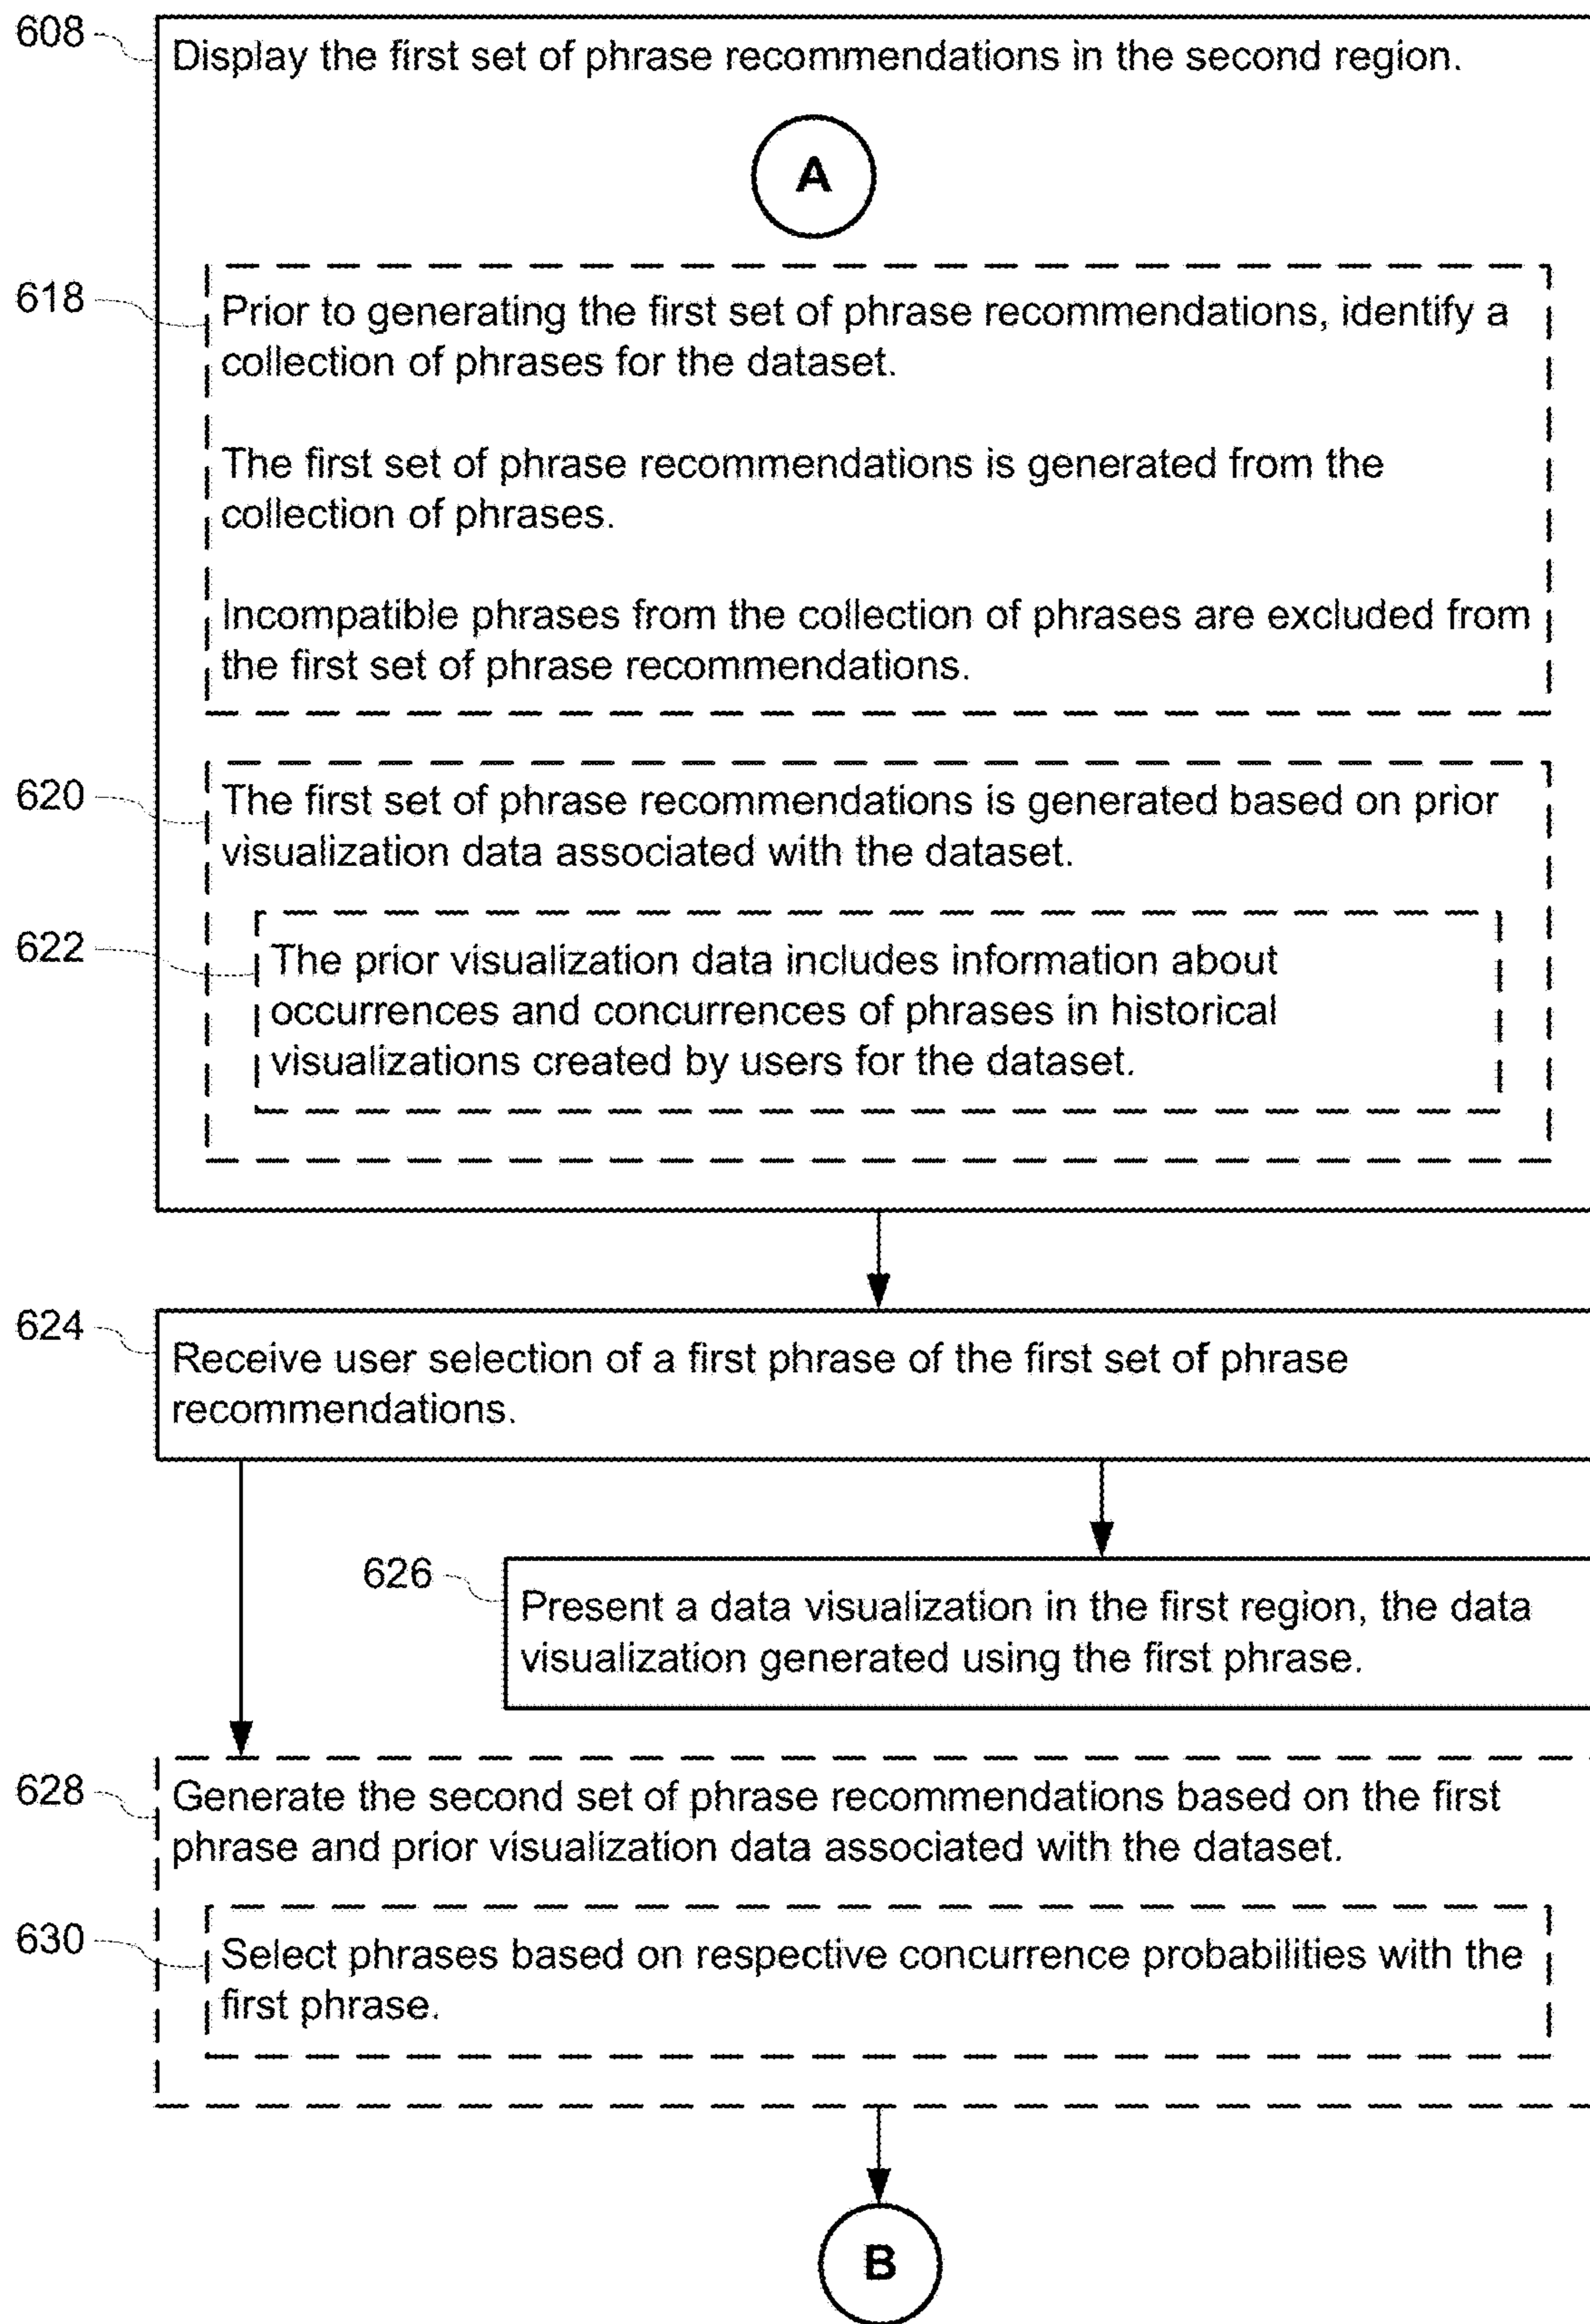 608
Display the first set of phrase recommendations in the second region.
A
618
Prior to generating the first set of phrase recommendations, identify a
collection of phrases for the dataset.
The first set of phrase recommendations is generated from the
collection of phrases.
Incompatible phrases from the collection of phrases are excluded from
the first set of phrase recommendations.
620
The first set of phrase recommendations is generated based on prior
visualization data associated with the dataset.
622
The prior visualization data includes information about
occurrences and concurrences of phrases in historical
visualizations created by users for the dataset.
624
Receive user selection of a first phrase of the first set of phrase
recommendations.
626
Present a data visualization in the first region, the data
visualization generated using the first phrase.
628
Generate the second set of phrase recommendations based on the first
phrase and prior visualization data associated with the dataset.
630
Select phrases based on respective concurrence probabilities with the
first phrase.
B